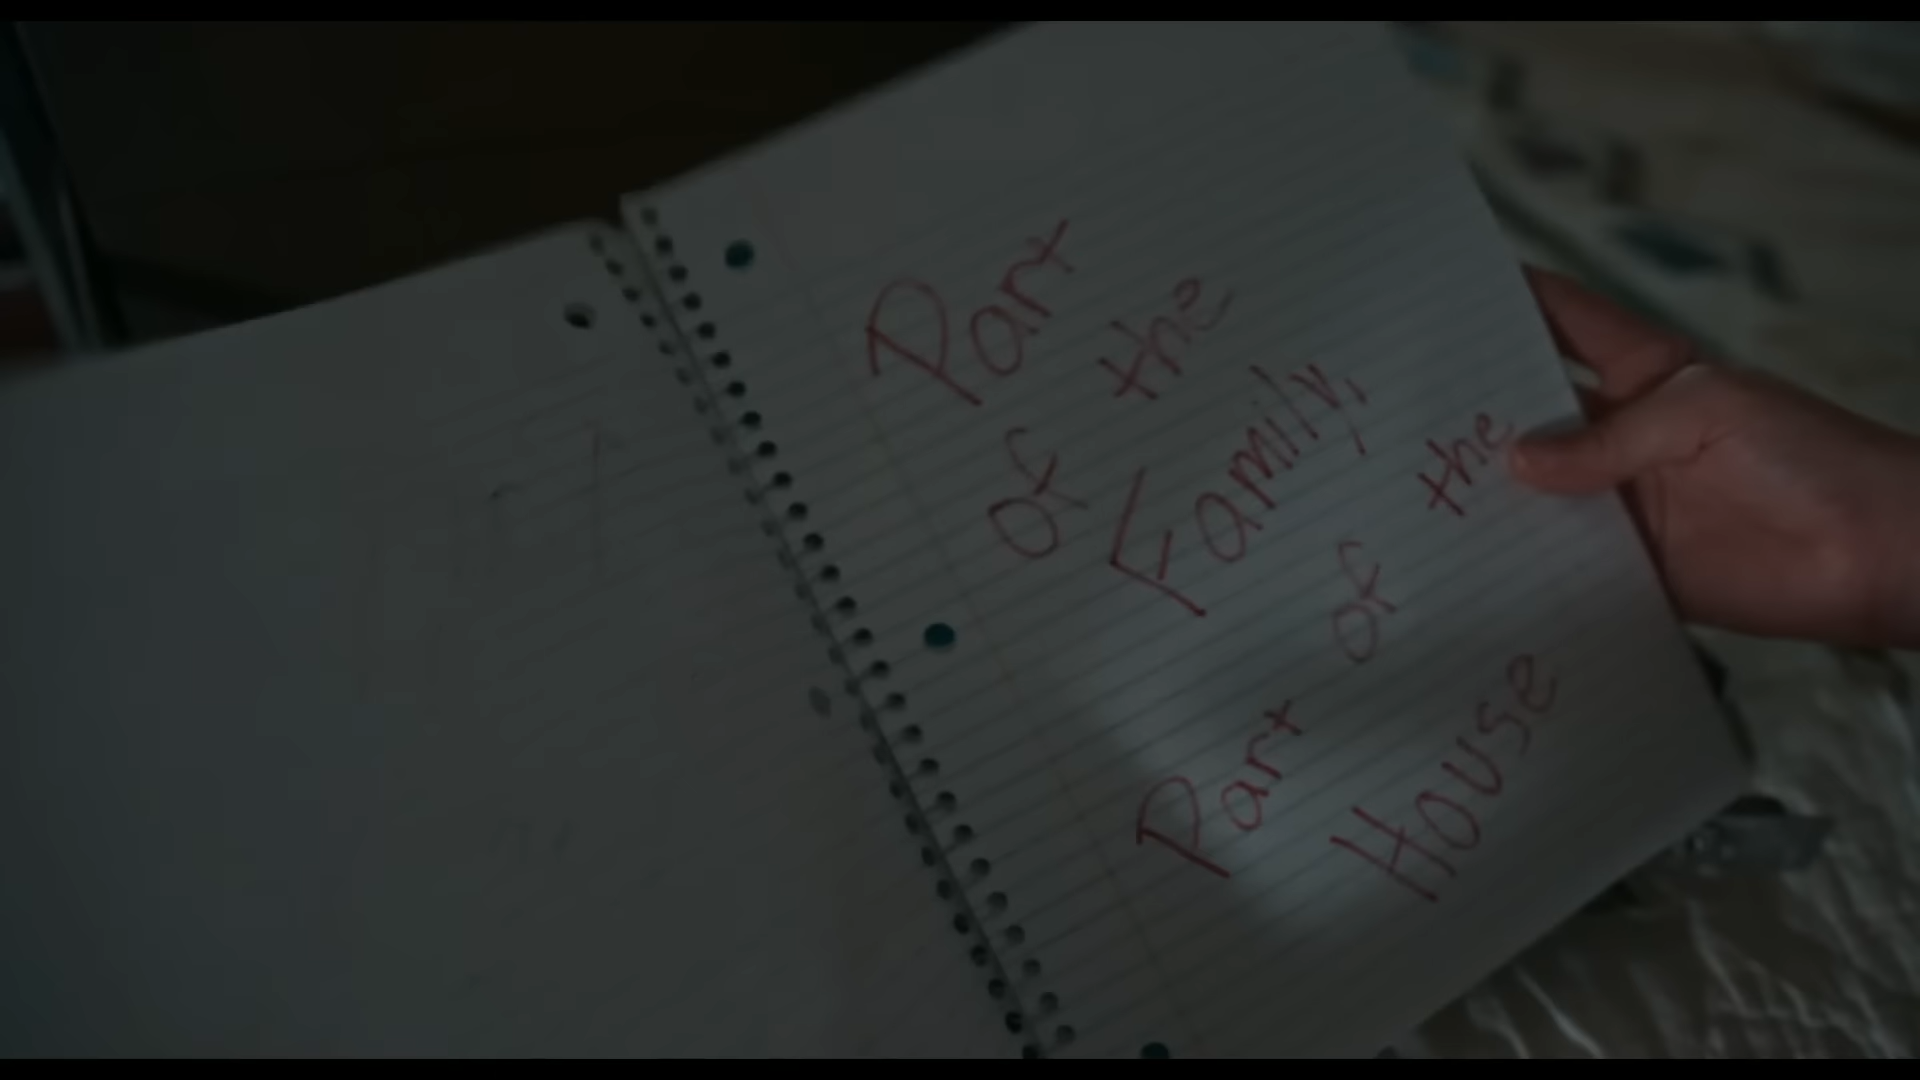 Part
of the
Family,
Part of the
House